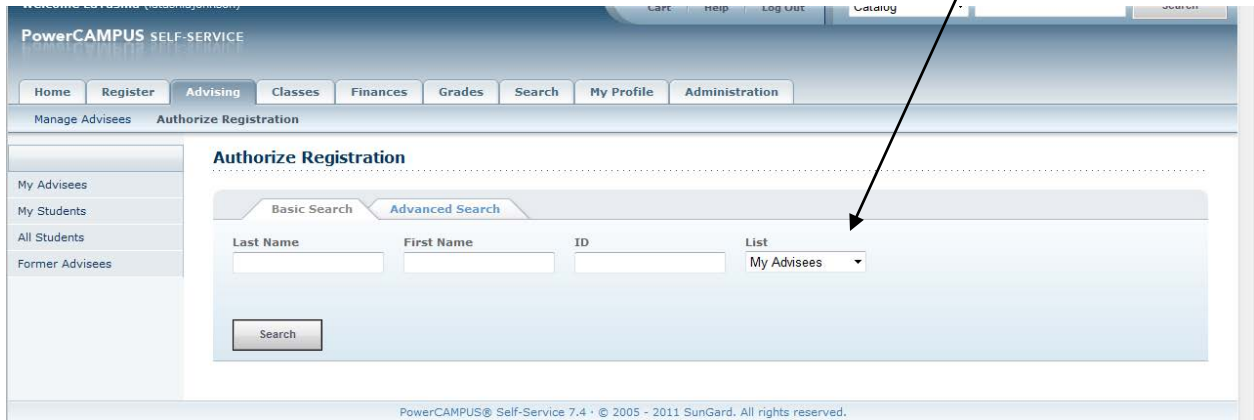 Cart Help Log Out Catalog Search
PowerCAMPUS SELF-SERVICE
Home Register Advising Classes Finances Grades Search My Profile Administration
Manage Advisees Authorize Registration
Authorize Registration
My Advisees
My Students
All Students
Former Advisees
Basic Search Advanced Search
Last Name First Name ID List
My Advisees
Search
PowerCAMPUS® Self-Service 7.4 · © 2005 - 2011 SunGard. All rights reserved.